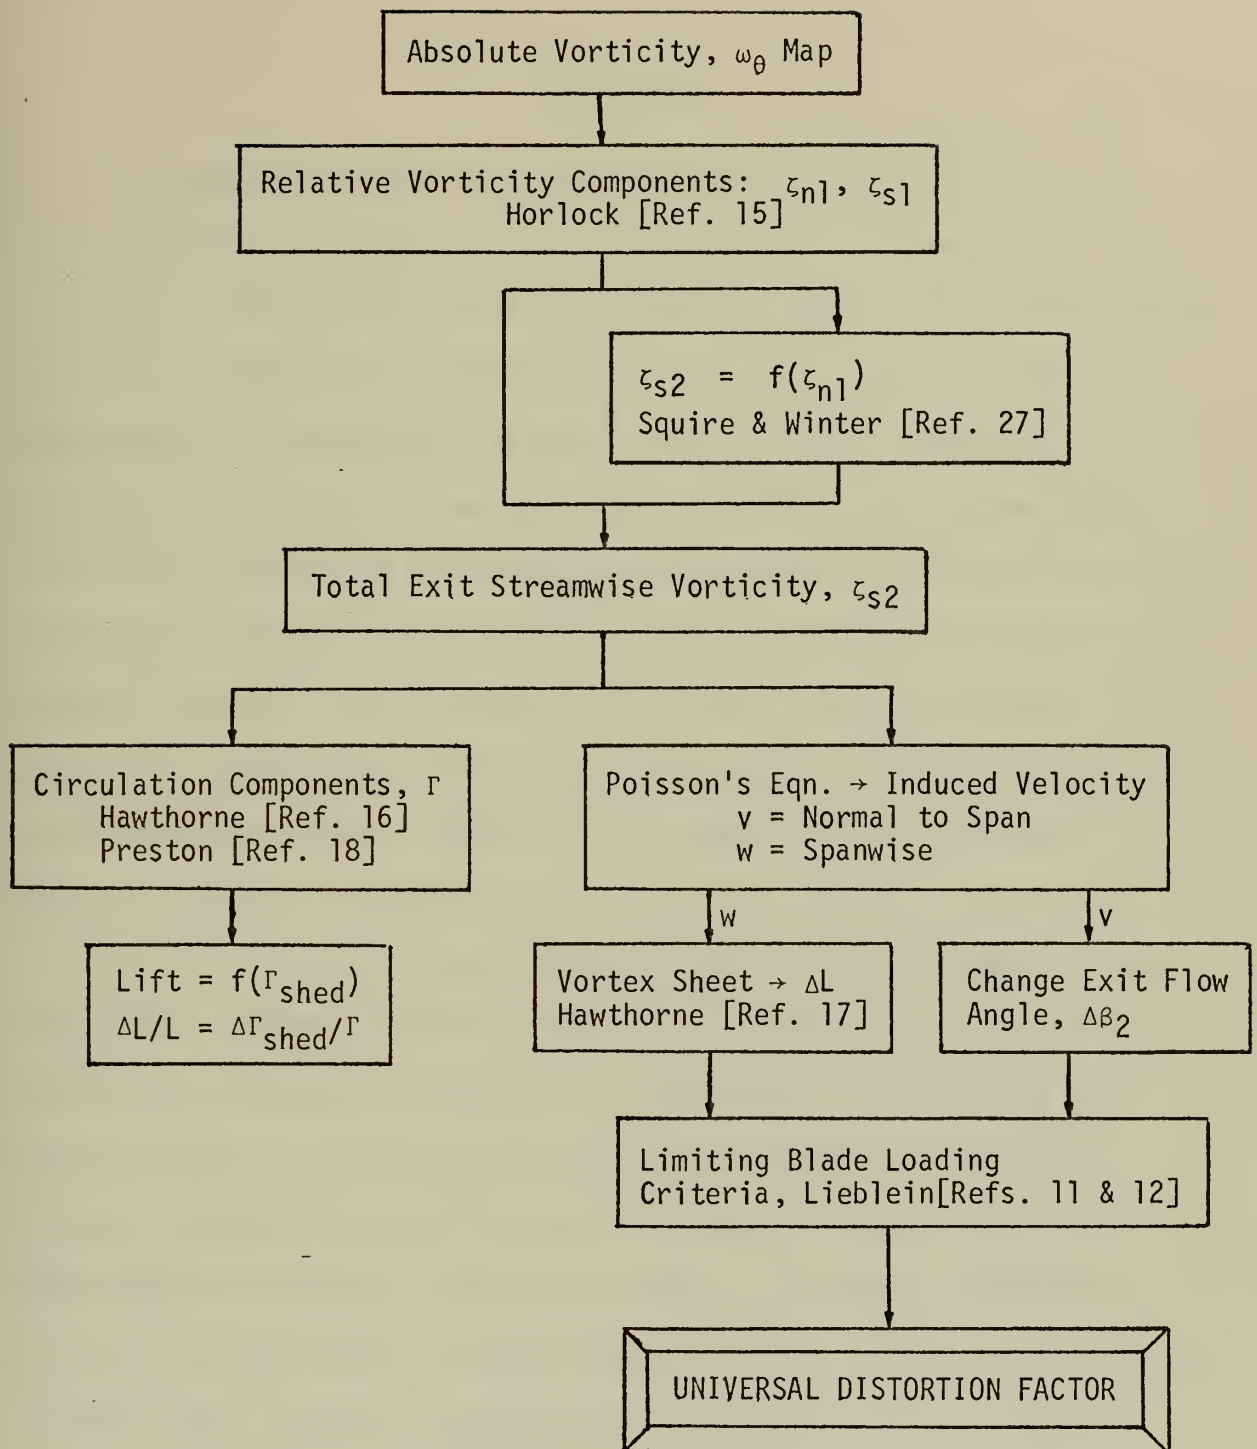 Absolute Vorticity, ωθ Map
Relative Vorticity Components: ζn1, ζs1
Horlock [Ref. 15]
ζs2 = f(ζn1)
Squire & Winter [Ref. 27]
Total Exit Streamwise Vorticity, ζs2
Circulation Components, Γ
Hawthorne [Ref. 16]
Preston [Ref. 18]
Lift = f(Γshed)
ΔL/L = ΔΓshed/Γ
Poisson's Eqn. → Induced Velocity
v = Normal to Span
w = Spanwise
w
v
Vortex Sheet → ΔL
Hawthorne [Ref. 17]
Change Exit Flow
Angle, Δβ2
Limiting Blade Loading
Criteria, Lieblein[Refs. 11 & 12]
UNIVERSAL DISTORTION FACTOR